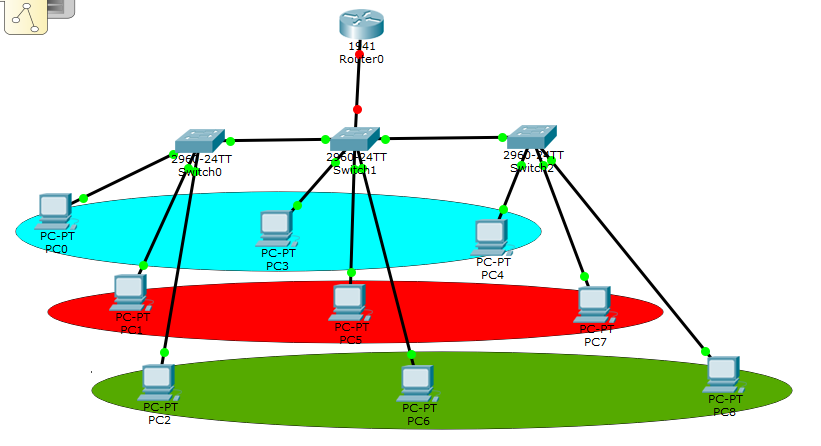 1941
Router0
2960-24TT
Switch0
2960-24TT
Switch1
2960-24TT
Switch2
PC-PT
PC0
PC-PT
PC3
PC-PT
PC4
PC-PT
PC1
PC-PT
PC5
PC-PT
PC7
PC-PT
PC2
PC-PT
PC6
PC-PT
PC8